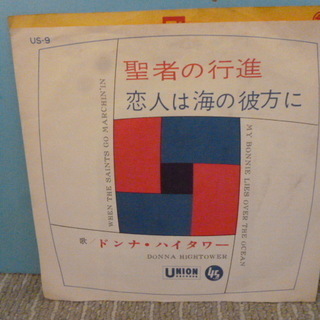 US-9
聖者の行進
恋人は海の彼方に
WHEN THE SAINTS GO MARCHIN'IN
MY BONNIE LIES OVER THE OCEAN
歌/ドンナ・ハイタワー
DONNA HIGHTOWER
UNION
RECORDS
45